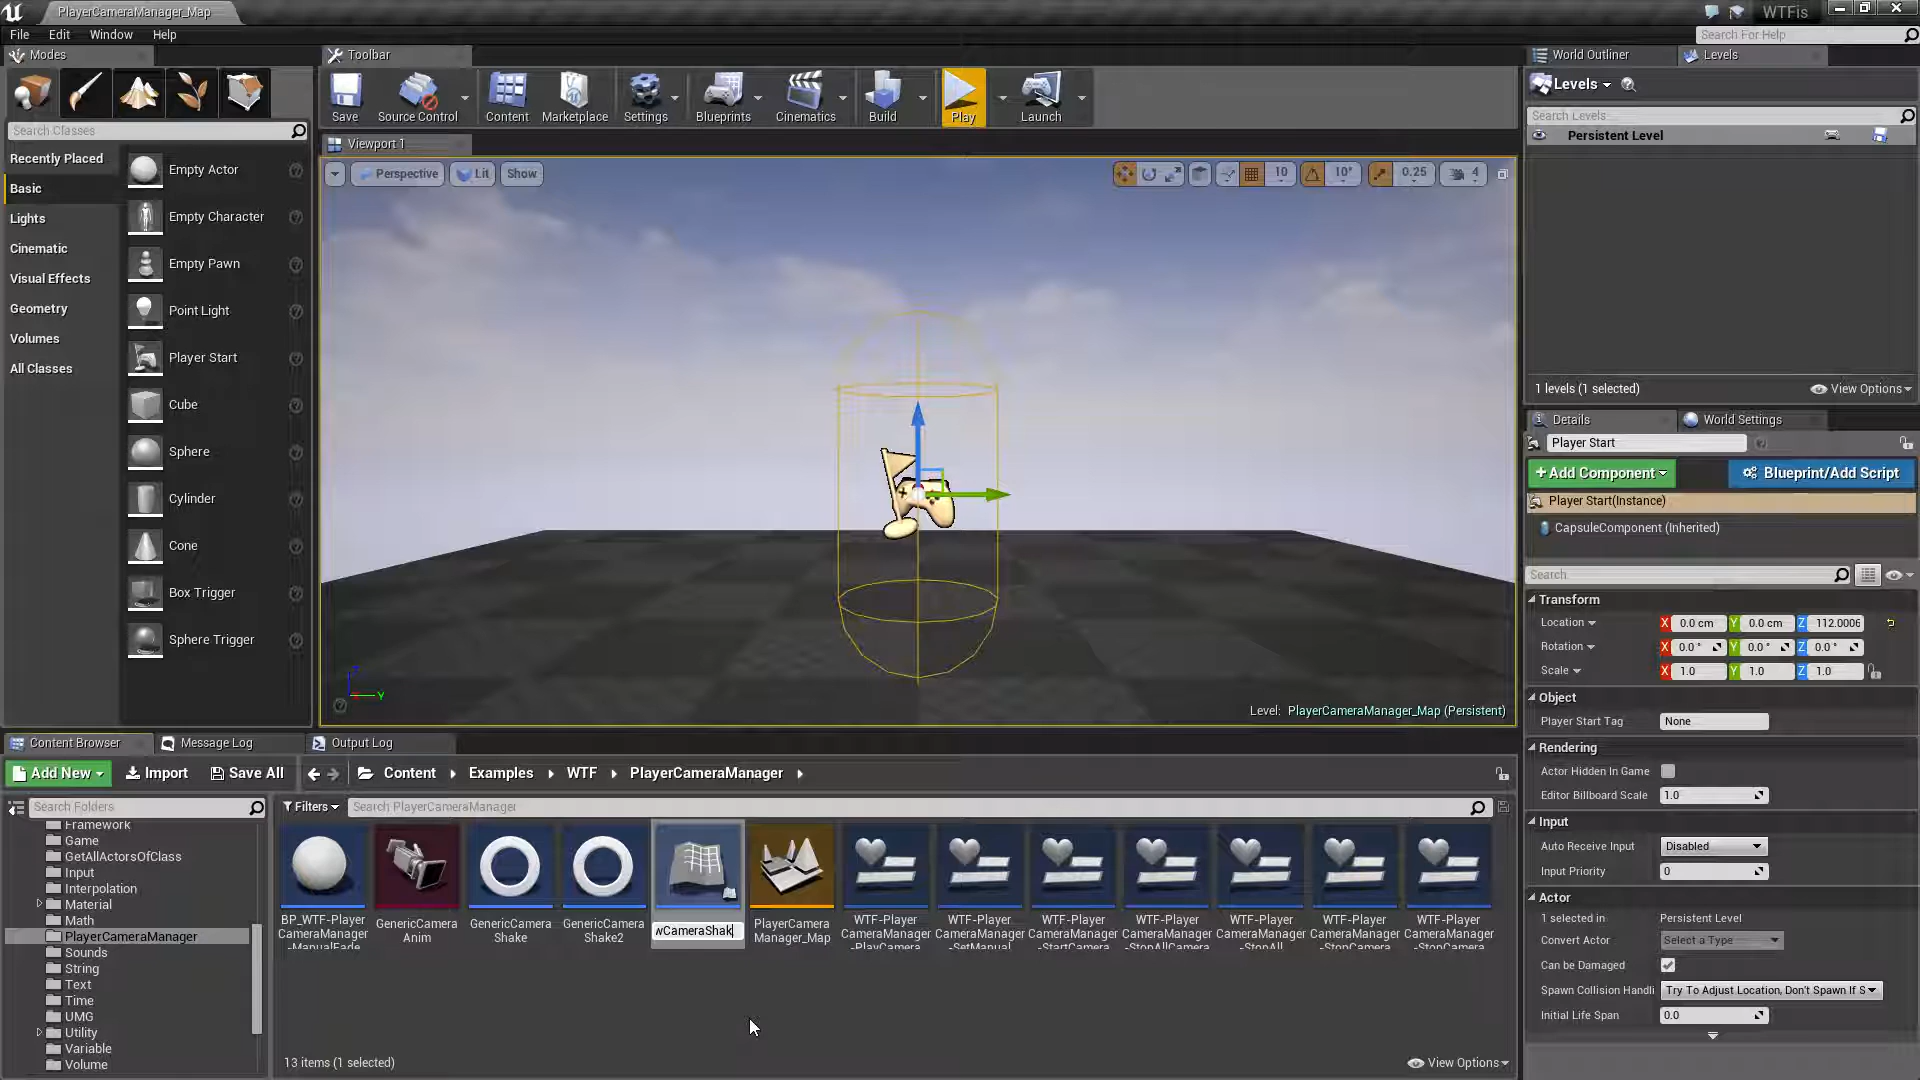 PlayerCameraManager_Map
WTFis
File Edit Window Help
Search For Help
Modes
Toolbar
World Outliner
Levels
Save
Source Control
Content
Marketplace
Settings
Blueprints
Cinematics
Build
Play
Launch
Levels
Search Levels
Persistent Level
Search Classes
Viewport 1
Recently Placed
Basic
Lights
Cinematic
Visual Effects
Geometry
Volumes
All Classes
Empty Actor
Empty Character
Empty Pawn
Point Light
Player Start
Cube
Sphere
Cylinder
Cone
Box Trigger
Sphere Trigger
Perspective
Lit
Show
10
10°
0.25
4
Y
Level: PlayerCameraManager_Map (Persistent)
1 levels (1 selected)
View Options
Details
World Settings
Player Start
+Add Component
Blueprint/Add Script
Player Start(Instance)
CapsuleComponent (Inherited)
Search
Transform
Location X 0.0 cm Y 0.0 cm Z 112.0006
Rotation X 0.0 ° Y 0.0 ° Z 0.0 °
Scale X 1.0 Y 1.0 Z 1.0
Object
Player Start Tag None
Rendering
Actor Hidden In Game
Editor Billboard Scale 1.0
Input
Auto Receive Input Disabled
Input Priority 0
Actor
1 selected in Persistent Level
Convert Actor Select a Type
Can be Damaged
Spawn Collision Handli Try To Adjust Location, Don't Spawn If S
Initial Life Span 0.0
Content Browser
Message Log
Output Log
Add New
Import
Save All
Content
Examples
WTF
PlayerCameraManager
Search Folders
Filters
Search PlayerCameraManager
Framework
Game
GetAllActorsOfClass
Input
Interpolation
Material
Math
PlayerCameraManager
Sounds
String
Text
Time
UMG
Utility
Variable
Volume
BP_WTF-Player
CameraManager
-ManualFade
GenericCamera
Anim
GenericCamera
Shake
GenericCamera
Shake2
wCameraShak
PlayerCamera
Manager_Map
WTF-Player
CameraManager
-PlayCamera
WTF-Player
CameraManager
-SetManual
WTF-Player
CameraManager
-StartCamera
WTF-Player
CameraManager
-StopAllCamera
WTF-Player
CameraManager
-StopAll
WTF-Player
CameraManager
-StopCamera
WTF-Player
CameraManager
-StopCamera
13 items (1 selected)
View Options